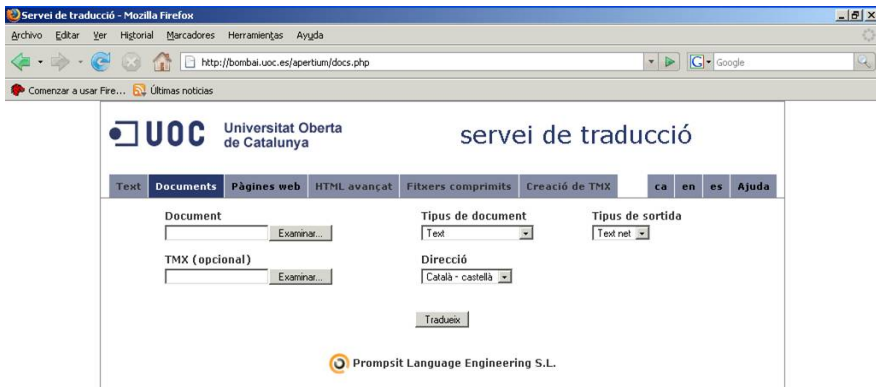 Servei de traducció - Mozilla Firefox
Archivo Editar Ver Historial Marcadores Herramientas Ayuda
http://bombai.uoc.es/apertium/docs.php
Google
Comenzar a usar Fire... Últimas noticias
UOC Universitat Oberta de Catalunya
servei de traducció
Text Documents Pàgines web HTML avançat Fitxers comprimits Creació de TMX ca en es Ajuda
Document Tipus de document Tipus de sortida
Examinar... Text Text net
TMX (opcional) Direcció
Examinar... Català - castellà
Tradueix
Prompsit Language Engineering S.L.